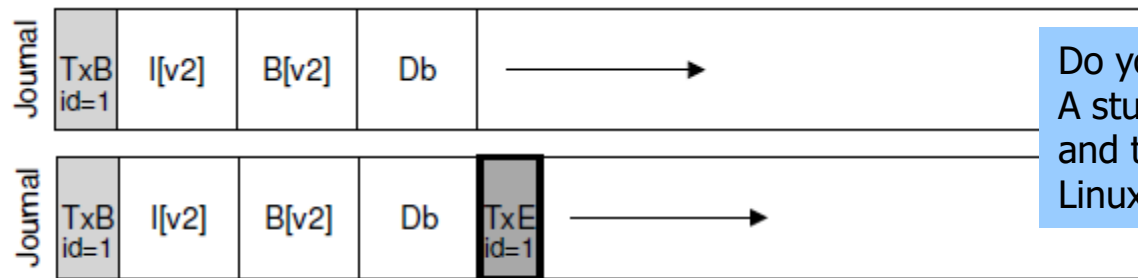 Journal
TxB
id=1
I[v2]
B[v2]
Db
Journal
TxB
id=1
I[v2]
B[v2]
Db
TxE
id=1
Do
A
and
Linux